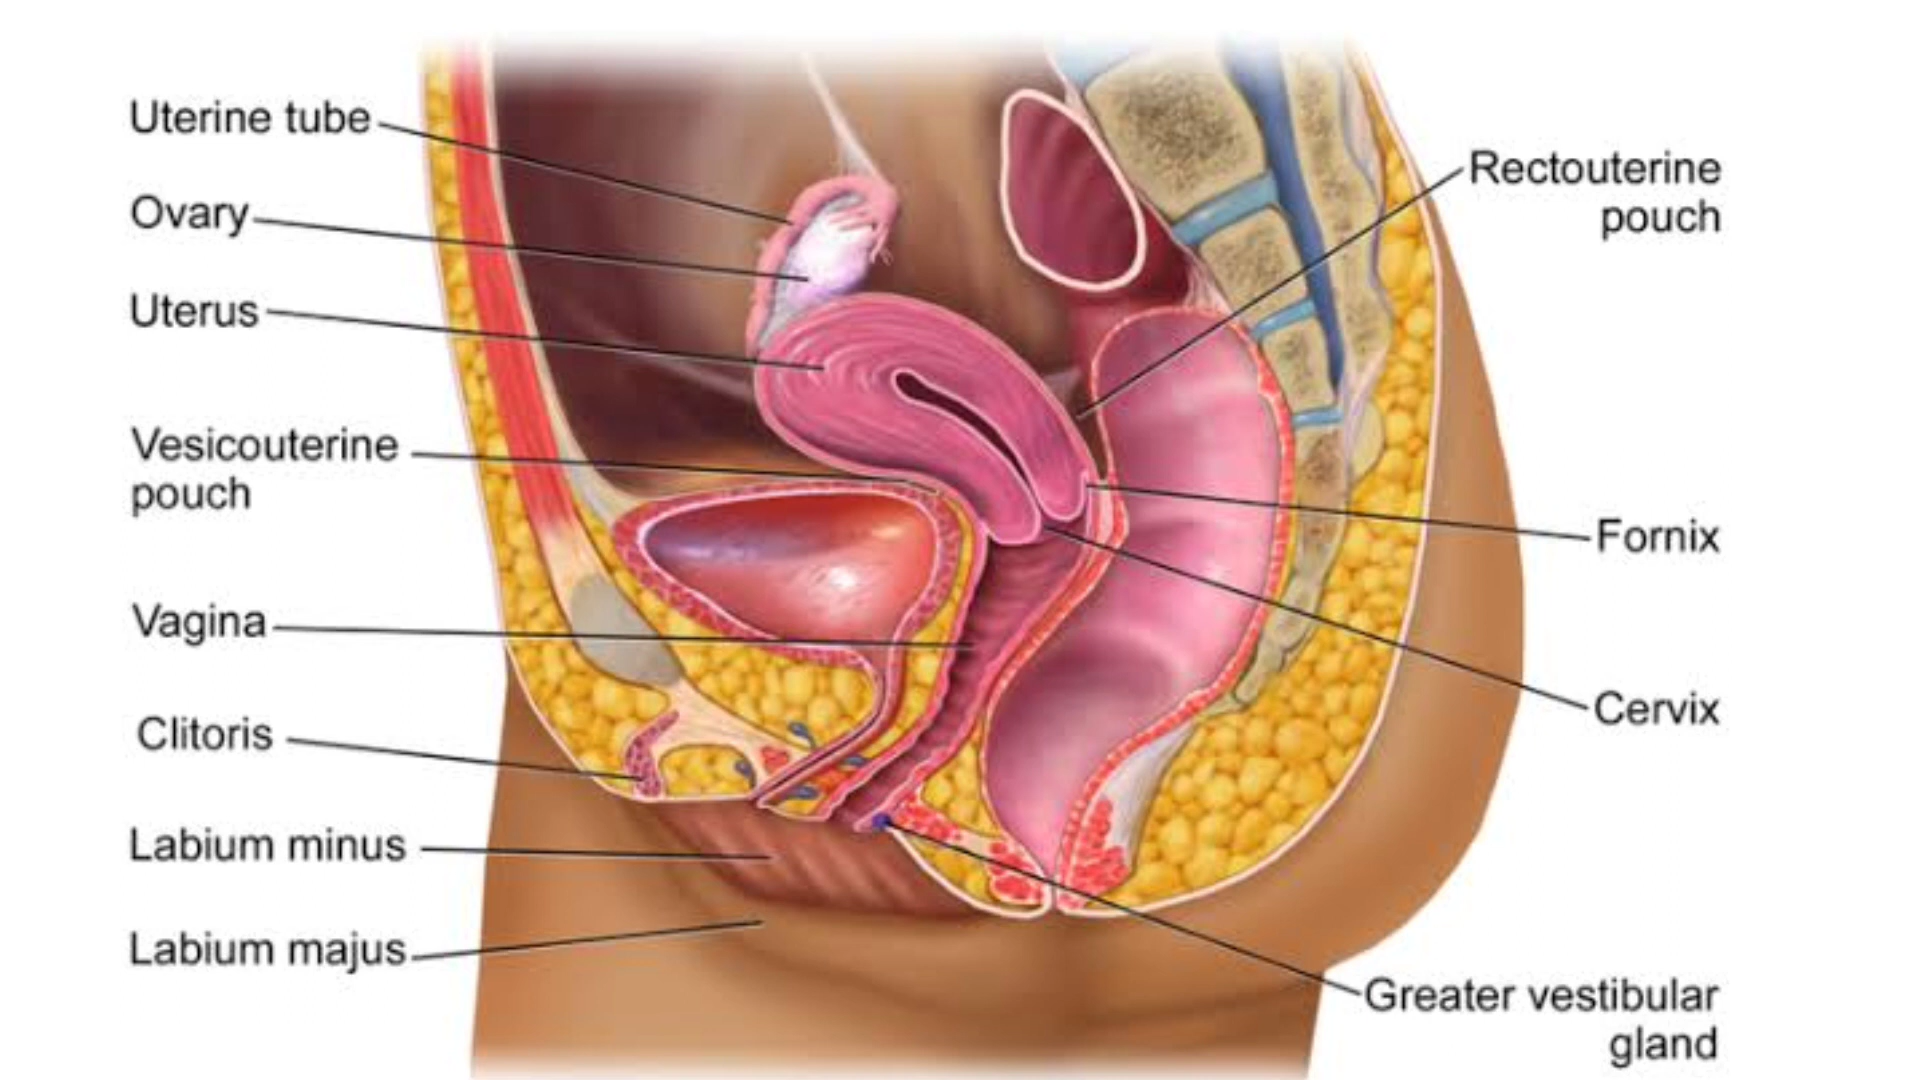 Uterine tube
Ovary
Uterus
Vesicouterine
pouch
Vagina
Clitoris
Labium minus
Labium majus
Rectouterine
pouch
Fornix
Cervix
Greater vestibular
gland